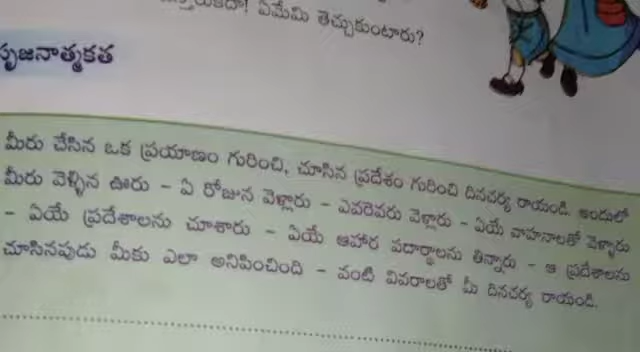 ఏమేమి తెచ్చుకుంటారు?
సృజనాత్మకత
మీరు చేసిన ఒక ప్రయాణం గురించి, చూసిన ప్రదేశం గురించి దినచర్య రాయండి. అందులో
మీరు వెళ్ళిన ఊరు – ఏ రోజున వెళ్లారు – ఎవరెవరు వెళ్లారు – ఏయే వాహనాలతో వెళ్ళారు
– ఏయే ప్రదేశాలను చూశారు – ఏయే ఆహార పదార్థాలను తిన్నారు – ఆ ప్రదేశాలను
చూసినపుడు మీకు ఎలా అనిపించింది – వంటి వివరాలతో మీ దినచర్య రాయండి.